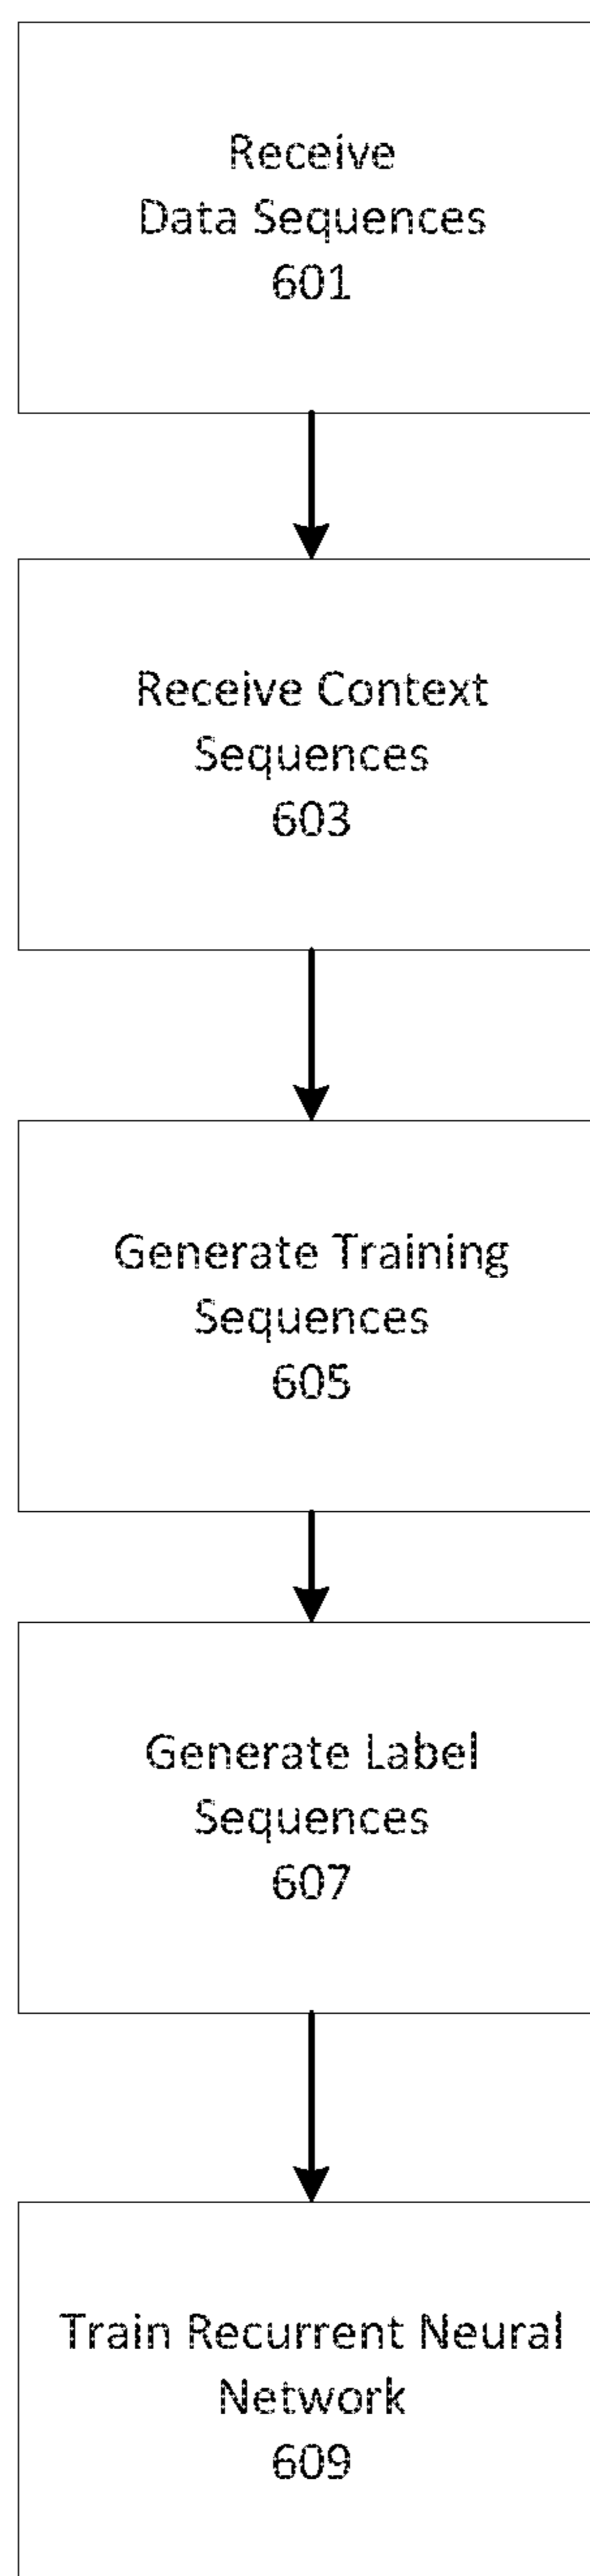 Receive
Data Sequences
601
Receive Context
Sequences
603
Generate Training
Sequences
605
Generate Label
Sequences
607
Train Recurrent Neural
Network
609